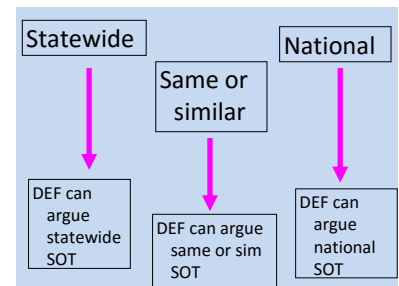 Statewide
Same or
similar
National
DEF can
argue
statewide
SOT
DEF can argue
same or sim
SOT
DEF can
argue
national
SOT